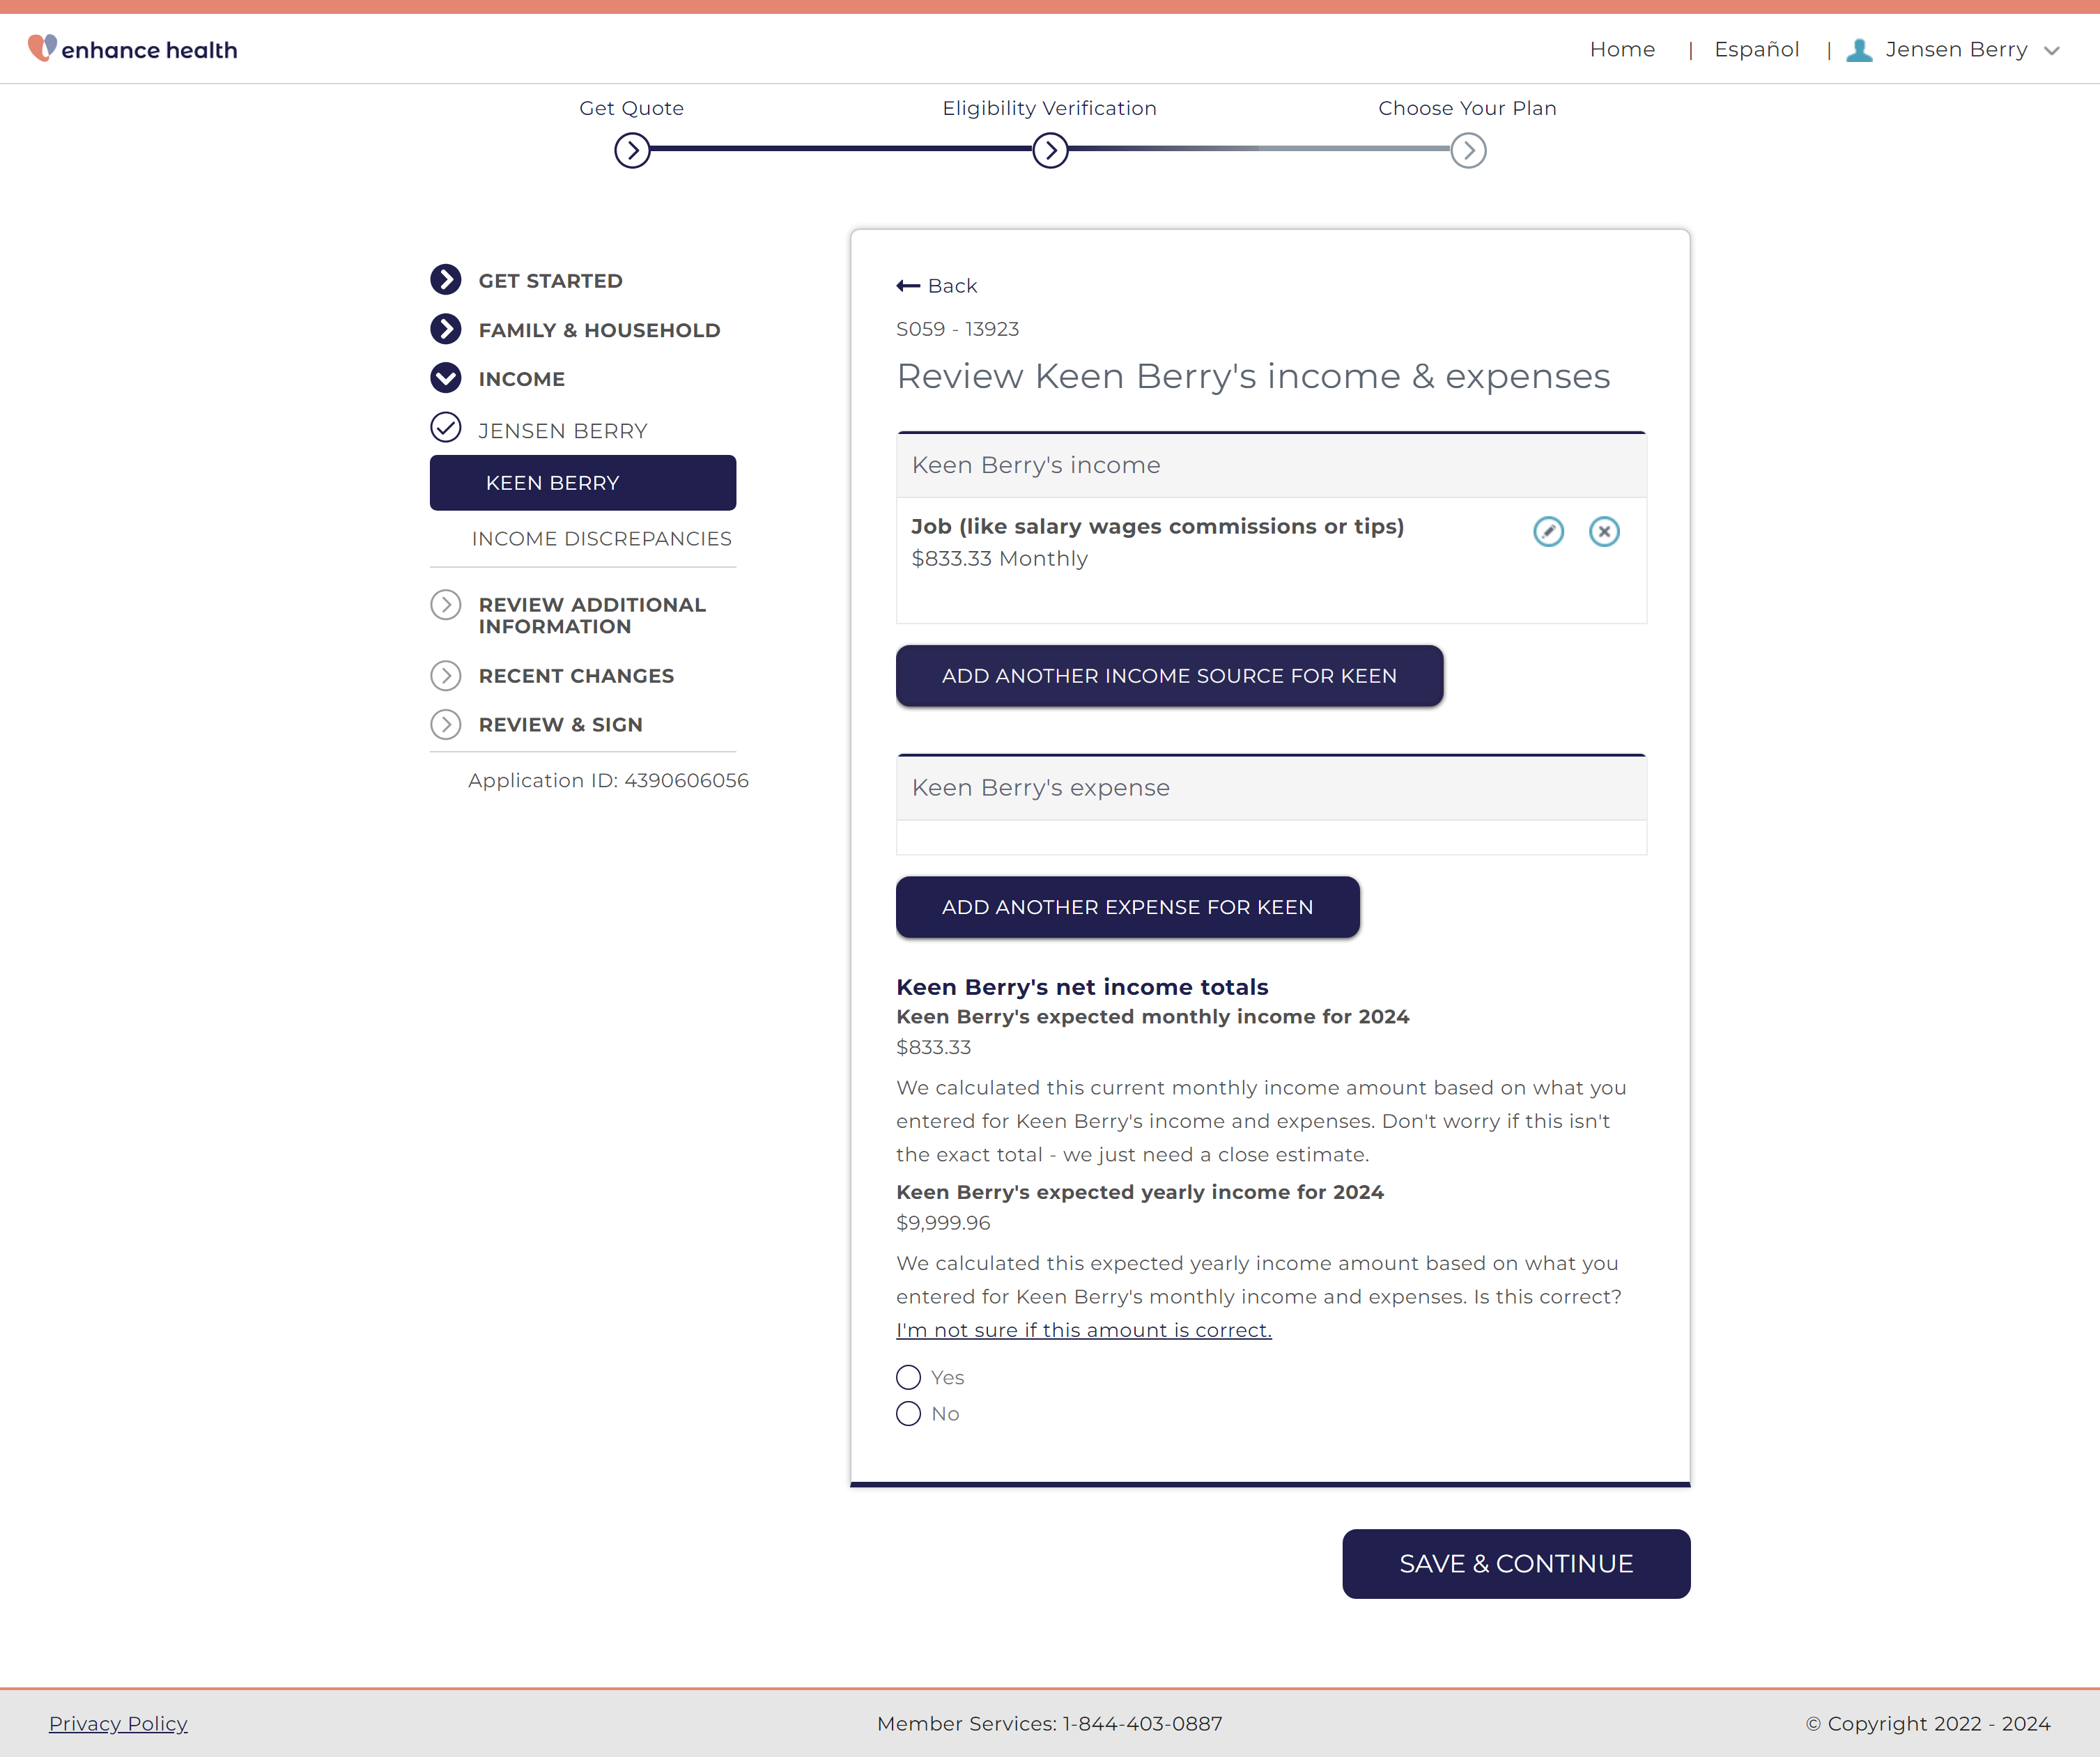 enhance health
Home | Español | Jensen Berry
Get Quote
Eligibility Verification
Choose Your Plan
GET STARTED
FAMILY & HOUSEHOLD
INCOME
JENSEN BERRY
KEEN BERRY
INCOME DISCREPANCIES
REVIEW ADDITIONAL
INFORMATION
RECENT CHANGES
REVIEW & SIGN
Application ID: 4390606056
Back
S059 - 13923
Review Keen Berry's income & expenses
Keen Berry's income
Job (like salary wages commissions or tips)
$833.33 Monthly
ADD ANOTHER INCOME SOURCE FOR KEEN
Keen Berry's expense
ADD ANOTHER EXPENSE FOR KEEN
Keen Berry's net income totals
Keen Berry's expected monthly income for 2024
$833.33
We calculated this current monthly income amount based on what you
entered for Keen Berry's income and expenses. Don't worry if this isn't
the exact total - we just need a close estimate.
Keen Berry's expected yearly income for 2024
$9,999.96
We calculated this expected yearly income amount based on what you
entered for Keen Berry's monthly income and expenses. Is this correct?
I'm not sure if this amount is correct.
Yes
No
SAVE & CONTINUE
Privacy Policy
Member Services: 1-844-403-0887
© Copyright 2022 - 2024